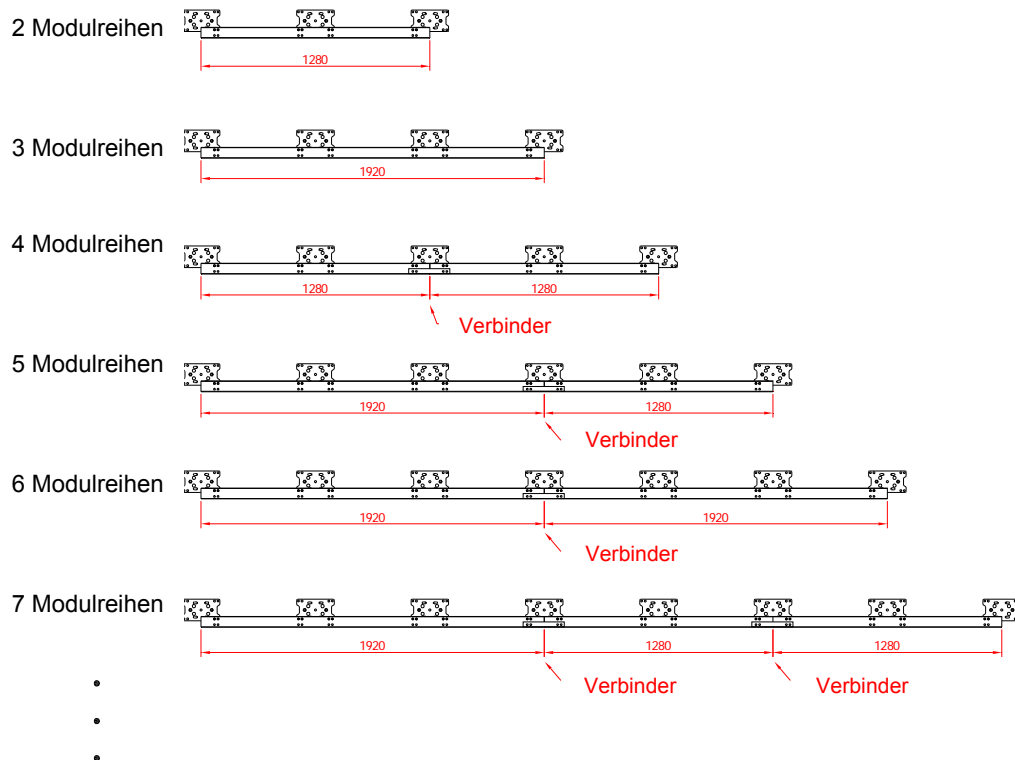 2 Modulreihen
1280
3 Modulreihen
1920
4 Modulreihen
1280 1280
Verbinder
5 Modulreihen
1920 1280
Verbinder
6 Modulreihen
1920 1920
Verbinder
7 Modulreihen
1920 1280 1280
Verbinder Verbinder